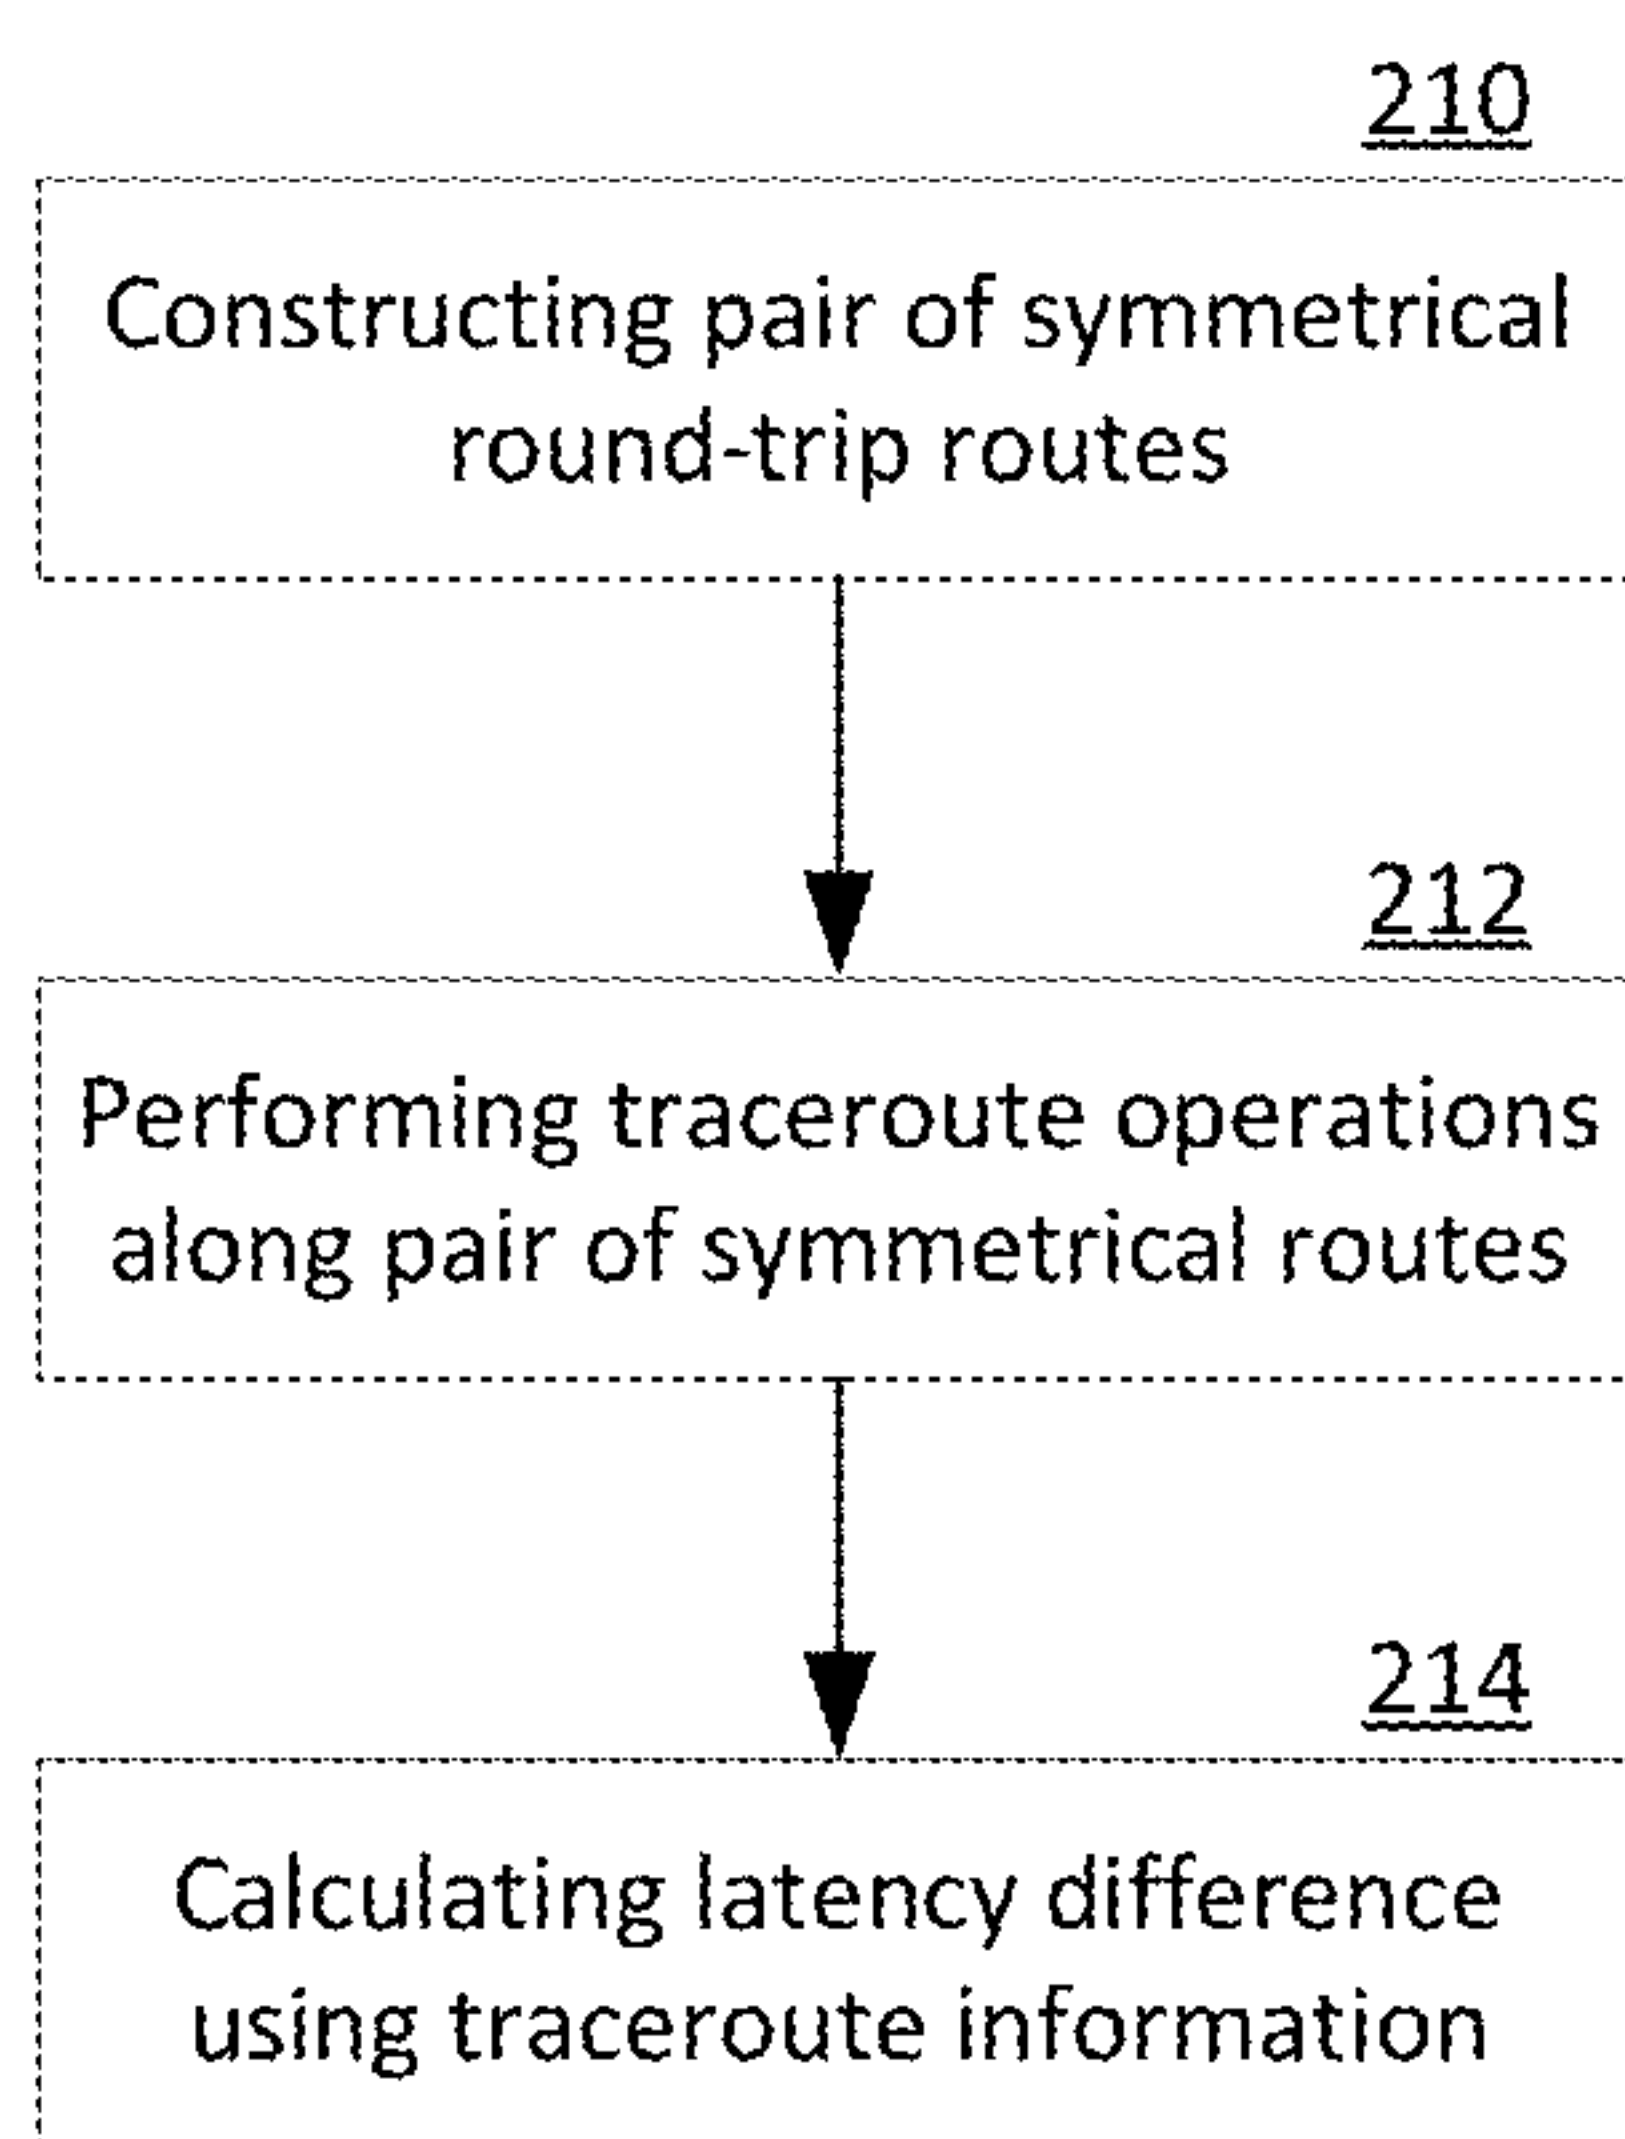 210
Constructing pair of symmetrical
round-trip routes
212
Performing traceroute operations
along pair of symmetrical routes
214
Calculating latency difference
using traceroute information